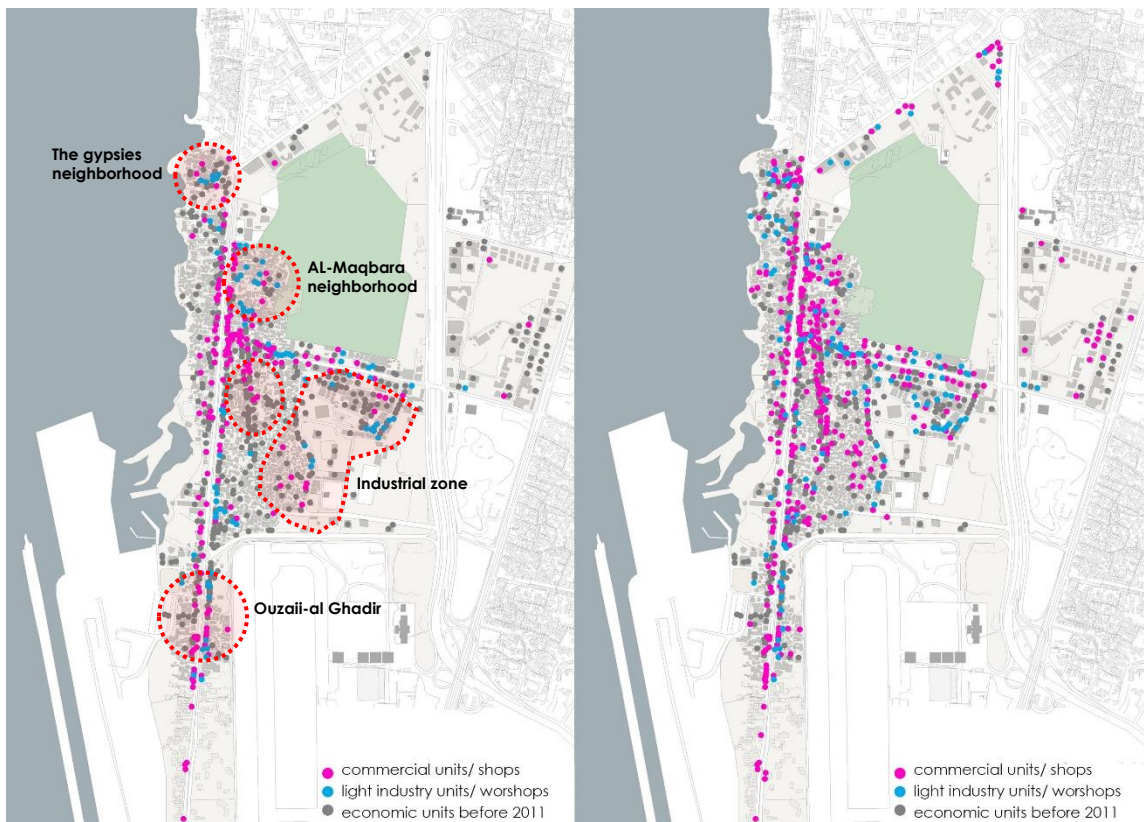 The gypsies
neighborhood
AL-Maqbara
neighborhood
Industrial zone
Ouzaii-al Ghadir
commercial units/ shops
light industry units/ worshops
economic units before 2011
commercial units/ shops
light industry units/ worshops
economic units before 2011